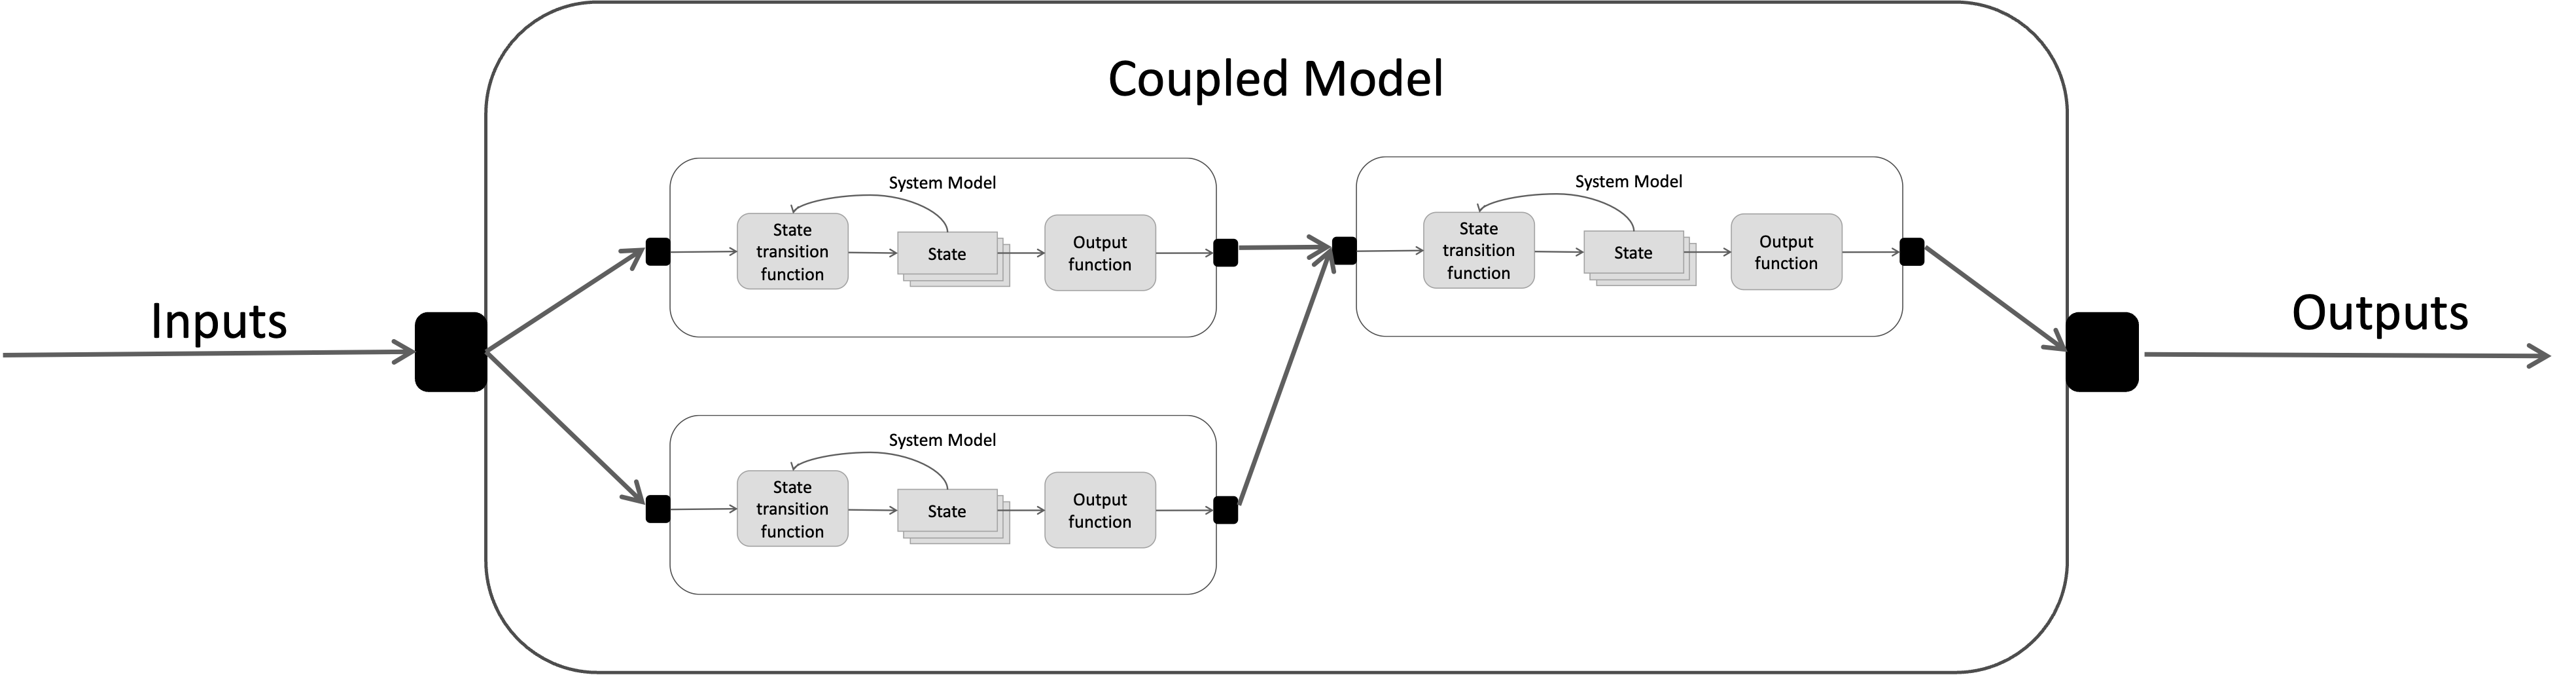 Coupled Model
Inputs
System Model
State
transition
function
State
Output
function
System Model
State
transition
function
State
Output
function
System Model
State
transition
function
State
Output
function
Outputs